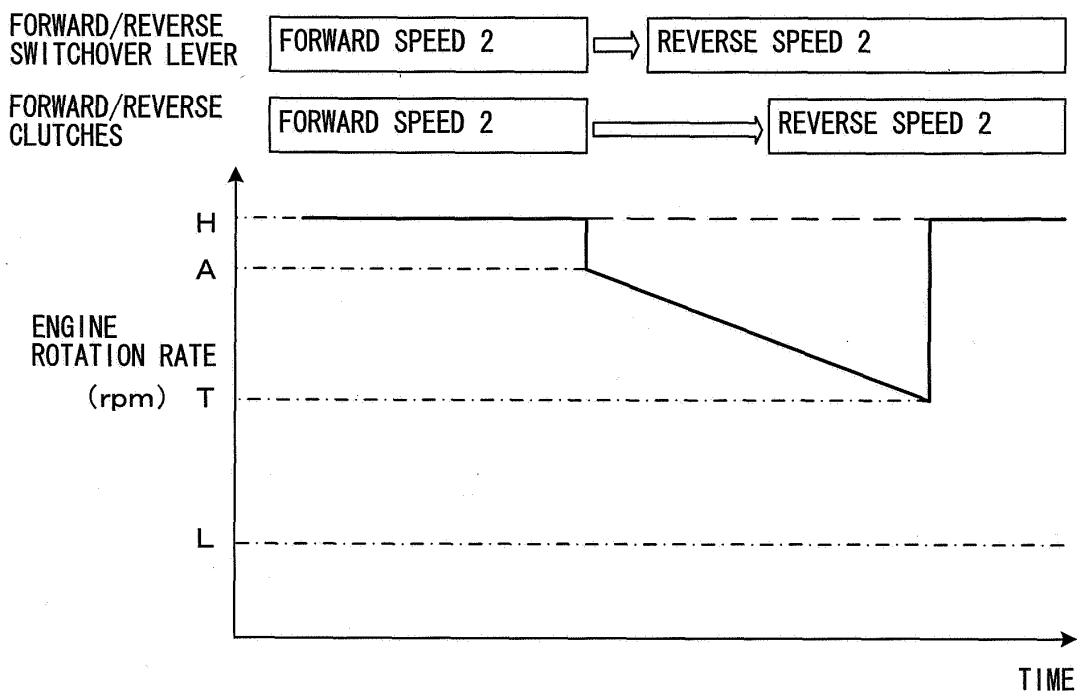 FORWARD/REVERSE
SWITCHOVER LEVER
FORWARD SPEED 2
REVERSE SPEED 2
FORWARD/REVERSE
CLUTCHES
FORWARD SPEED 2
REVERSE SPEED 2
H
A
ENGINE
ROTATION RATE
(rpm)
T
L
TIME